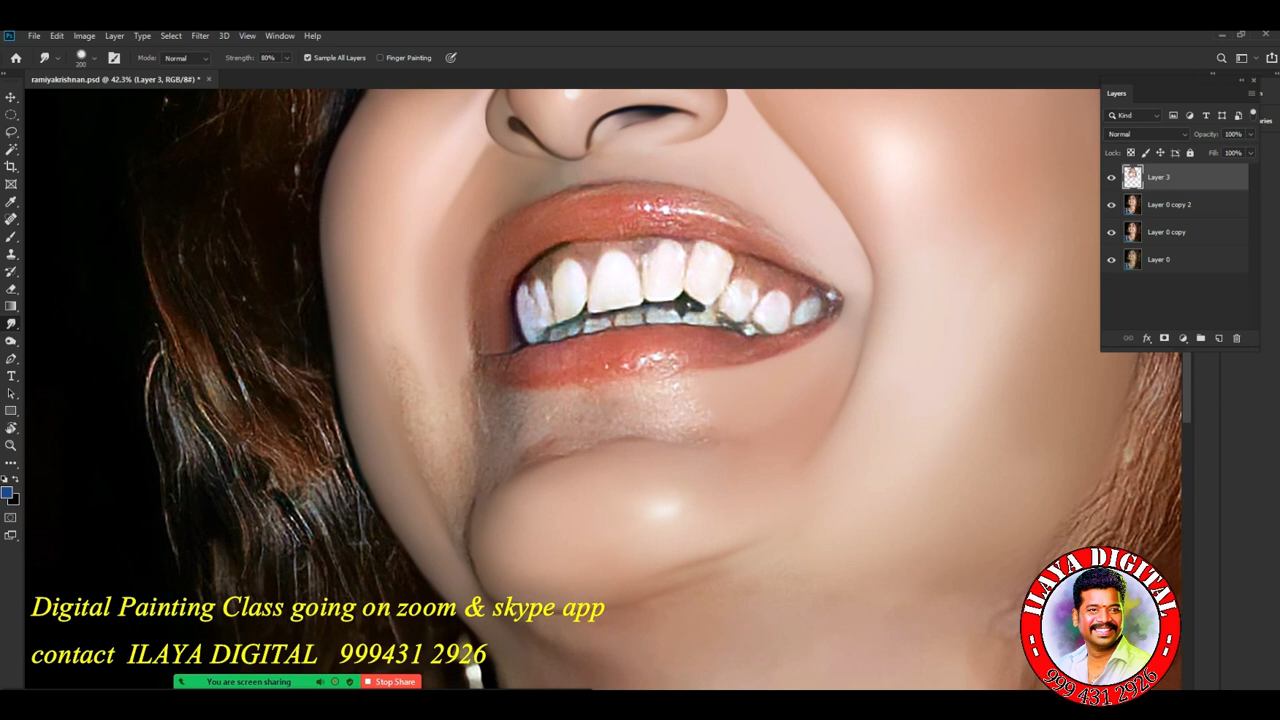 File Edit Image Layer Type Select Filter 3D View Window Help
200 Mode: Normal Strength: 80% Sample All Layers Finger Painting
ramiyakrishnan.psd @ 42.3% (Layer 3, RGB/8#) *
Layers
Kind
Normal Opacity: 100%
Lock: Fill: 100%
Layer 3
Layer 0 copy 2
Layer 0 copy
Layer 0
Digital Painting Class going on zoom & skype app
contact ILAYA DIGITAL 999431 2926
You are screen sharing Stop Share
ILAYA DIGITAL
999 431 2926